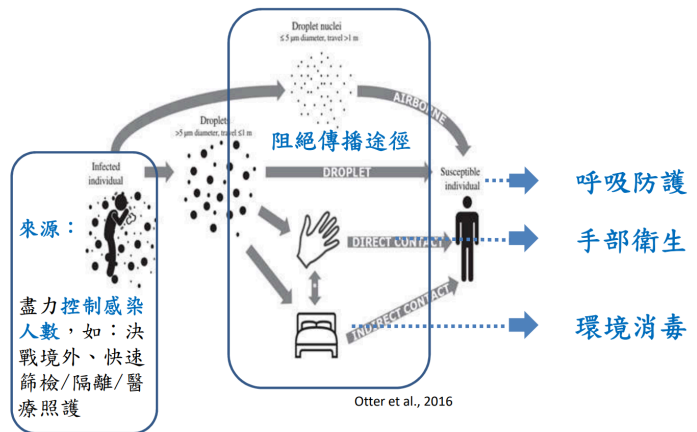 Droplet nuclei
≤ 5 μm diameter, travel >1 m
AIRBORNE
Droplets
>5 μm diameter, travel ≤1 m
阻絕傳播途徑
Infected
individual
DROPLET
Susceptible
individual
呼吸防護
來源：
DIRECT CONTACT
手部衛生
盡力控制感染
人數，如：決
戰境外、快速
篩檢/隔離/醫
療照護
INDIRECT CONTACT
環境消毒
Otter et al., 2016